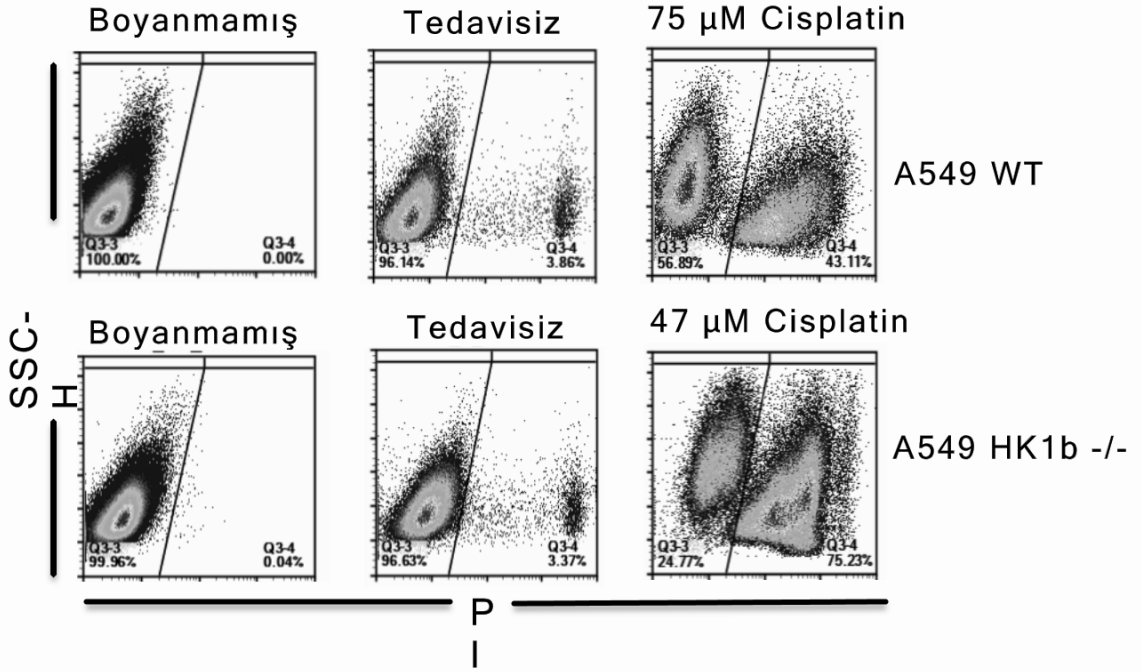 Boyanmamış
Tedavisiz
75 µM Cisplatin
Q3-3
100.00%
Q3-4
0.00%
Q3-3
96.14%
Q3-4
3.86%
Q3-3
56.89%
Q3-4
43.11%
A549 WT
SSC-
H
Boyanmamış
Tedavisiz
47 µM Cisplatin
Q3-3
99.96%
Q3-4
0.04%
Q3-3
96.63%
Q3-4
3.37%
Q3-3
24.77%
Q3-4
75.23%
A549 HK1b -/-
P
I